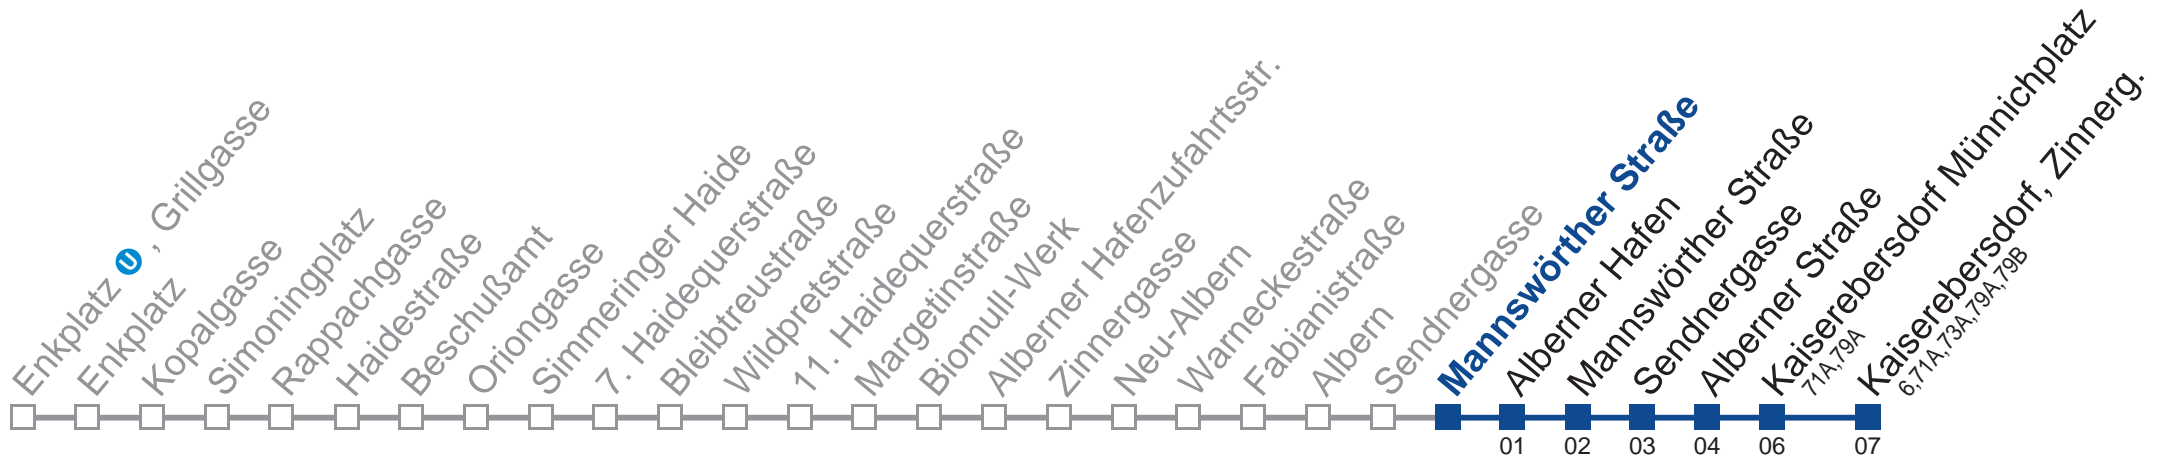 Enkplatz U , Grillgasse
Enkplatz
Kopalgasse
Simoningplatz
Rappachgasse
Haidestraße
Beschußamt
Oriongasse
Simmeringer Haide
7. Haidequerstraße
Bleibtreustraße
Wildpretstraße
11. Haidequerstraße
Margetinstraße
Biomull-Werk
Alberner Hafenzufahrtsstr.
Zinnergasse
Neu-Albern
Warneckestraße
Fabianistraße
Albern
Sendnergasse
Mannswörther Straße
Alberner Hafen
Mannswörther Straße
Sendnergasse
Alberner Straße
Kaiserebersdorf Münnichplatz
71A,79A
Kaiserebersdorf, Zinnerg.
6,71A,73A,79A,79B
01 02 03 04 06 07